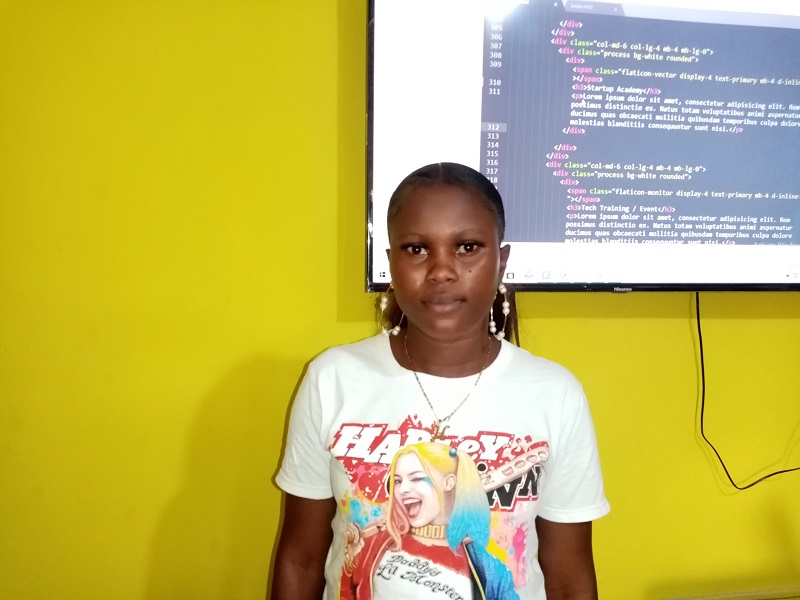 305
</div>
306
</div>
307
<div class="col-md-6 col-lg-4 mb-4 mb-lg-0">
308
<div class="process bg-white rounded">
309
<div>
<span class="flaticon-vector display-4 text-primary mb-4 d-inline
310
></span>
311
<h3>Startup Academy</h3>
<p>Lorem ipsum dolor sit amet, consectetur adipisicing elit. Rem
possimus distinctio ex. Natus totam voluptatibus animi aspernatur
ducimus quas obcaecati mollitia quibusdam temporibus culpa dolore
molestias blanditiis consequuntur sunt nisi.</p>
312
</div>
313
314
</div>
315
</div>
316
<div class="col-md-6 col-lg-4 mb-4 mb-lg-0">
317
<div class="process bg-white rounded">
318
<div>
<span class="flaticon-monitor display-4 text-primary mb-4 d-inline-
"></span>
<h3>Tech Training / Event</h3>
<p>Lorem ipsum dolor sit amet, consectetur adipisicing elit. Rem
possimus distinctio ex. Natus totam voluptatibus animi aspernatur
ducimus quas obcaecati mollitia quibusdam temporibus culpa dolore
molestias blanditiis consequuntur sunt nisi.</p>
Hisense
Daddy's
Lil Monster